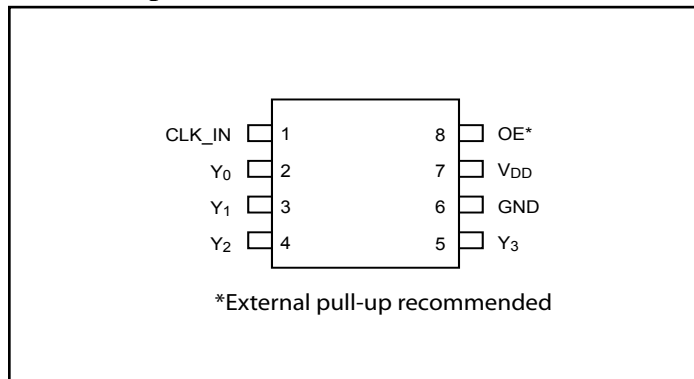 CLK_IN 1 8 OE*
Y0 2 7 VDD
Y1 3 6 GND
Y2 4 5 Y3
*External pull-up recommended